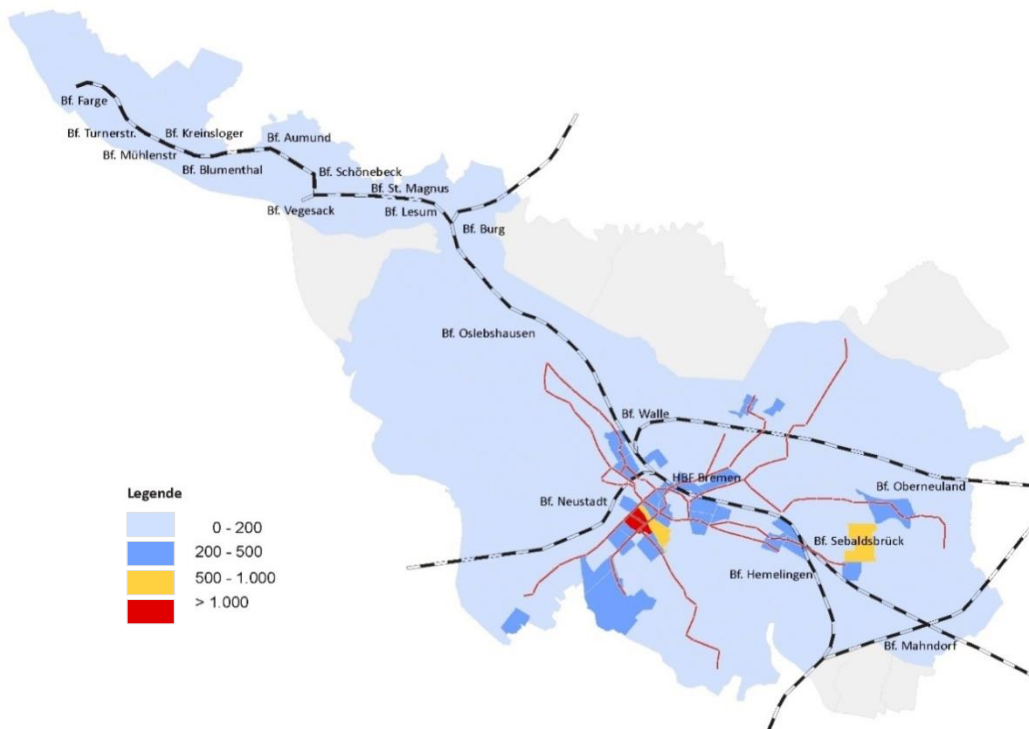 Bf. Farge
Bf. Turnerstr.
Bf. Kreinsloger
Bf. Mühlenstr
Bf. Blumenthal
Bf. Aumund
Bf. Schönebeck
Bf. St. Magnus
Bf. Vegesack
Bf. Lesum
Bf. Burg
Bf. Oslebshausen
Bf. Walle
HBF Bremen
Bf. Neustadt
Bf. Oberneuland
Bf. Sebaldsbrück
Bf. Hemelingen
Bf. Mahndorf
Legende
0 - 200
200 - 500
500 - 1.000
> 1.000